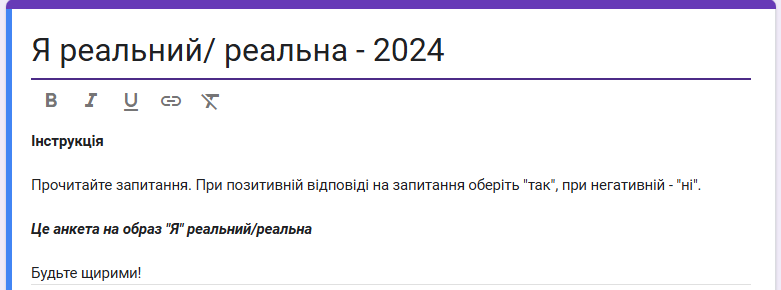 Я реальний/ реальна - 2024
B I U
Інструкція
Прочитайте запитання. При позитивній відповіді на запитання оберіть "так", при негативній - "ні".
Це анкета на образ "Я" реальний/реальна
Будьте щирими!